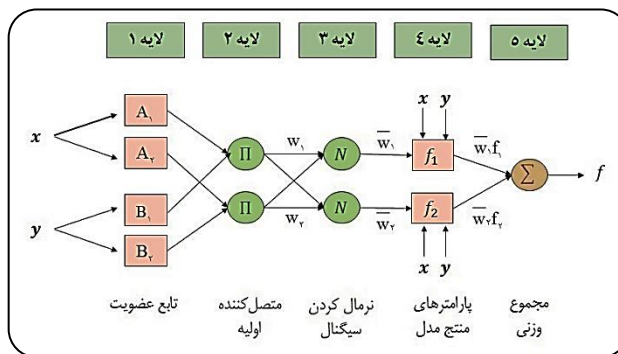 لایه ۱ لایه ۲ لایه ۳ لایه ٤ لایه ٥
x y
A۱
x
A۲
B۱
y
B۲
Π
Π
w۱
w۲
N
N
w̅۱
w̅۲
f1
f2
w̅۱f۱
w̅۲f۲
Σ
f
x y
تابع عضویت
متصل‌کننده
اولیه
نرمال کردن
سیگنال
پارامترهای
منتج مدل
مجموع
وزنی